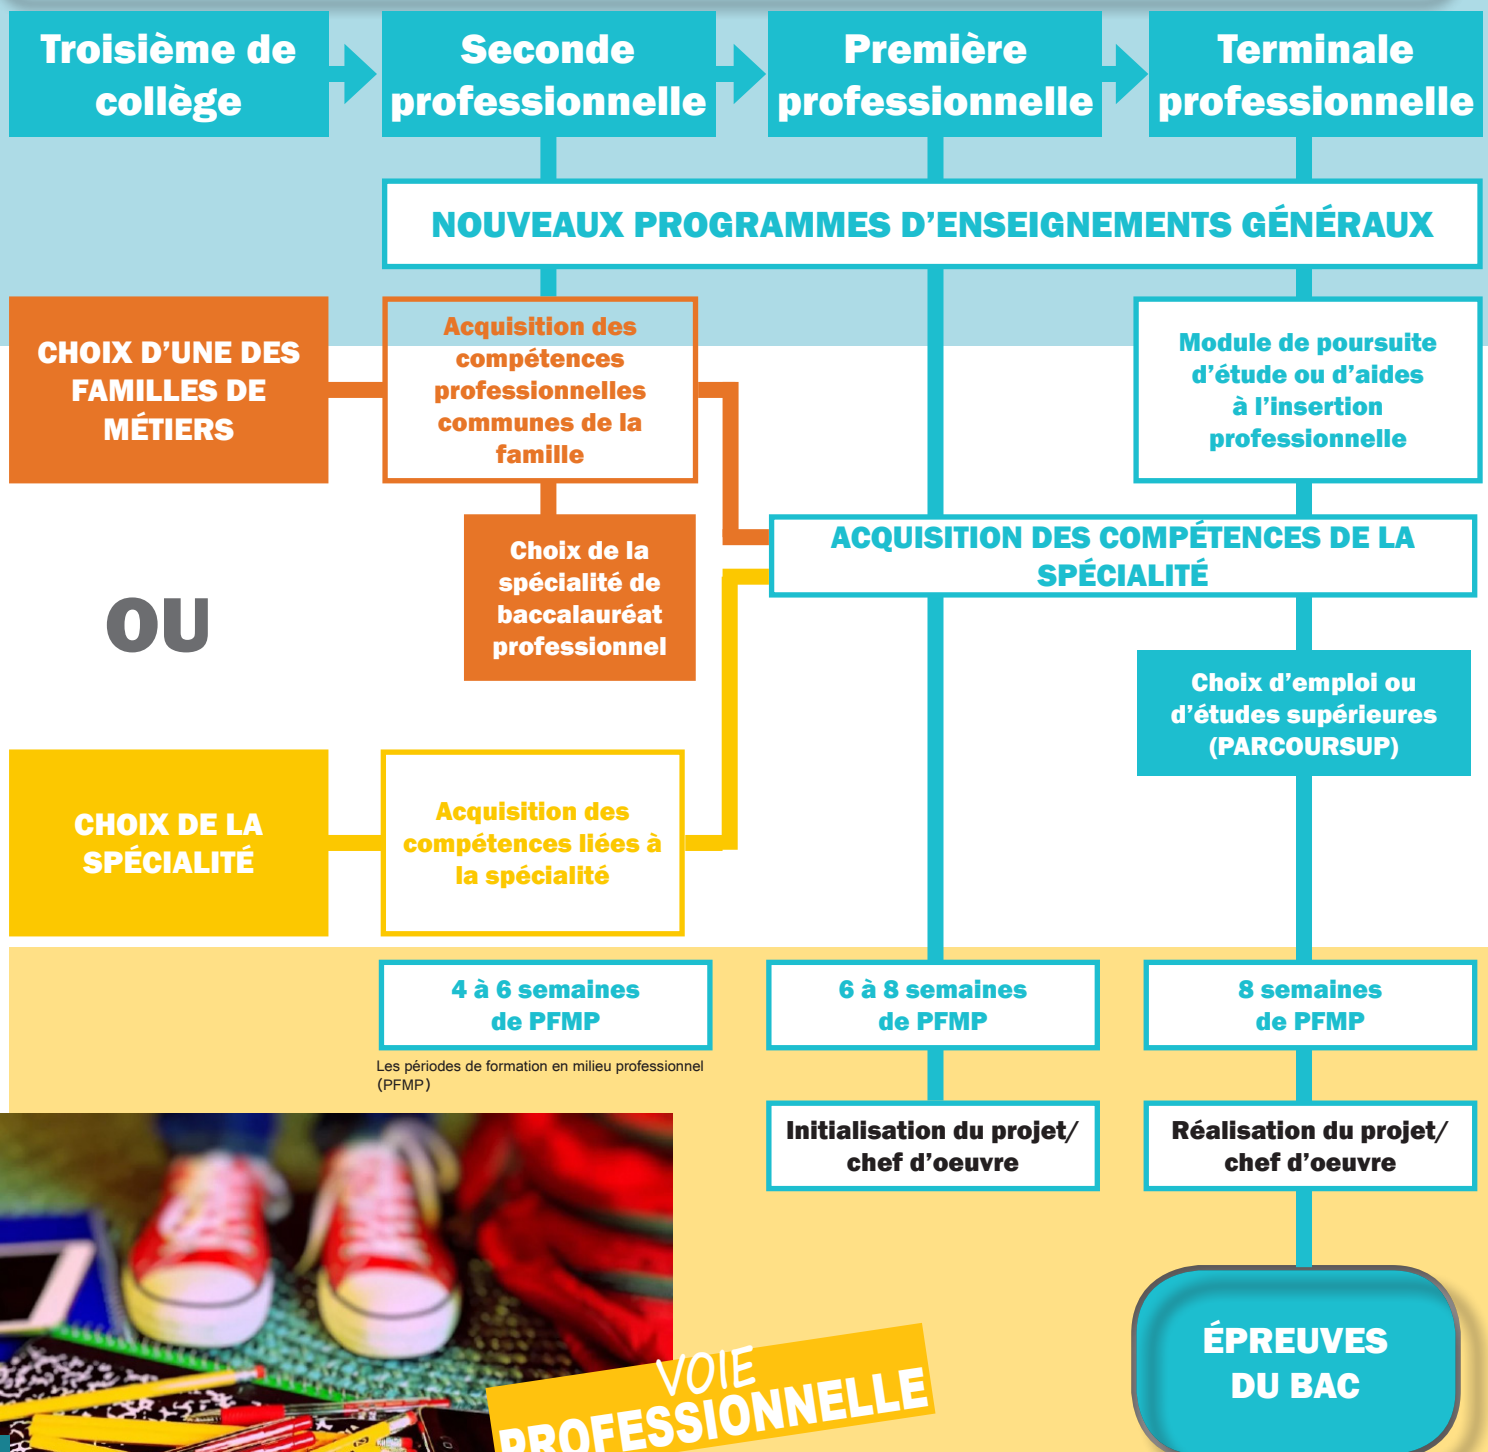 Troisième de
collège
Seconde
professionnelle
Première
professionnelle
Terminale
professionnelle
NOUVEAUX PROGRAMMES D’ENSEIGNEMENTS GÉNÉRAUX
CHOIX D’UNE DES
FAMILLES DE
MÉTIERS
Acquisition des
compétences
professionnelles
communes de la
famille
Module de poursuite
d’étude ou d’aides
à l’insertion
professionnelle
Choix de la
spécialité de
baccalauréat
professionnel
ACQUISITION DES COMPÉTENCES DE LA
SPÉCIALITÉ
OU
Choix d’emploi ou
d’études supérieures
(PARCOURSUP)
CHOIX DE LA
SPÉCIALITÉ
Acquisition des
compétences liées à
la spécialité
4 à 6 semaines
de PFMP
6 à 8 semaines
de PFMP
8 semaines
de PFMP
Les périodes de formation en milieu professionnel
(PFMP)
Initialisation du projet/
chef d’oeuvre
Réalisation du projet/
chef d’oeuvre
VOIE
PROFESSIONNELLE
ÉPREUVES
DU BAC